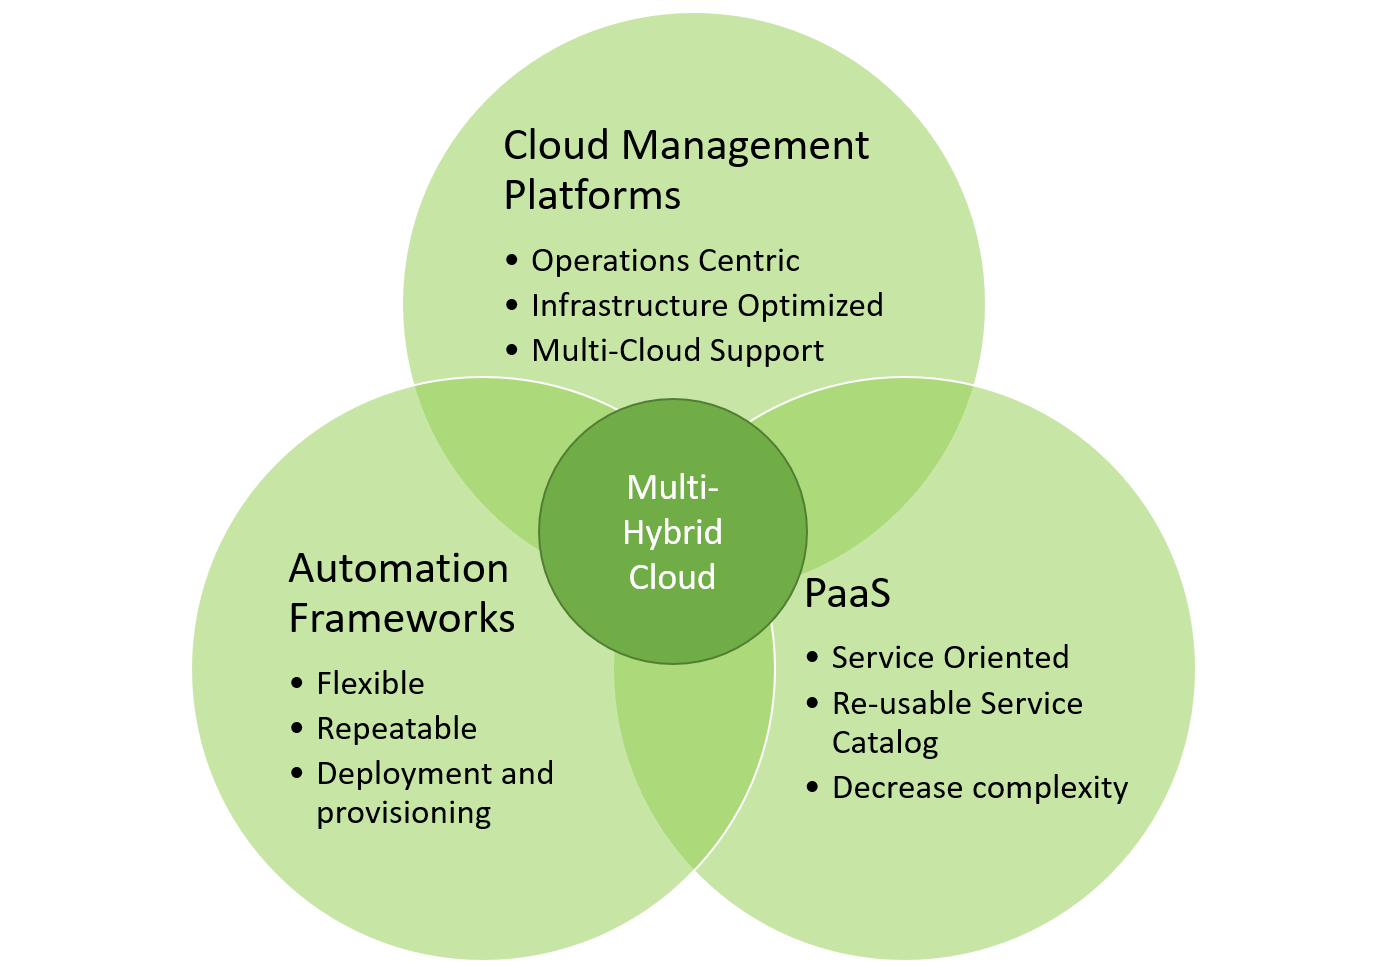 Cloud Management
Platforms
• Operations Centric
• Infrastructure Optimized
• Multi-Cloud Support
Multi-
Hybrid
Cloud
Automation
Frameworks
• Flexible
• Repeatable
• Deployment and
provisioning
PaaS
• Service Oriented
• Re-usable Service
Catalog
• Decrease complexity